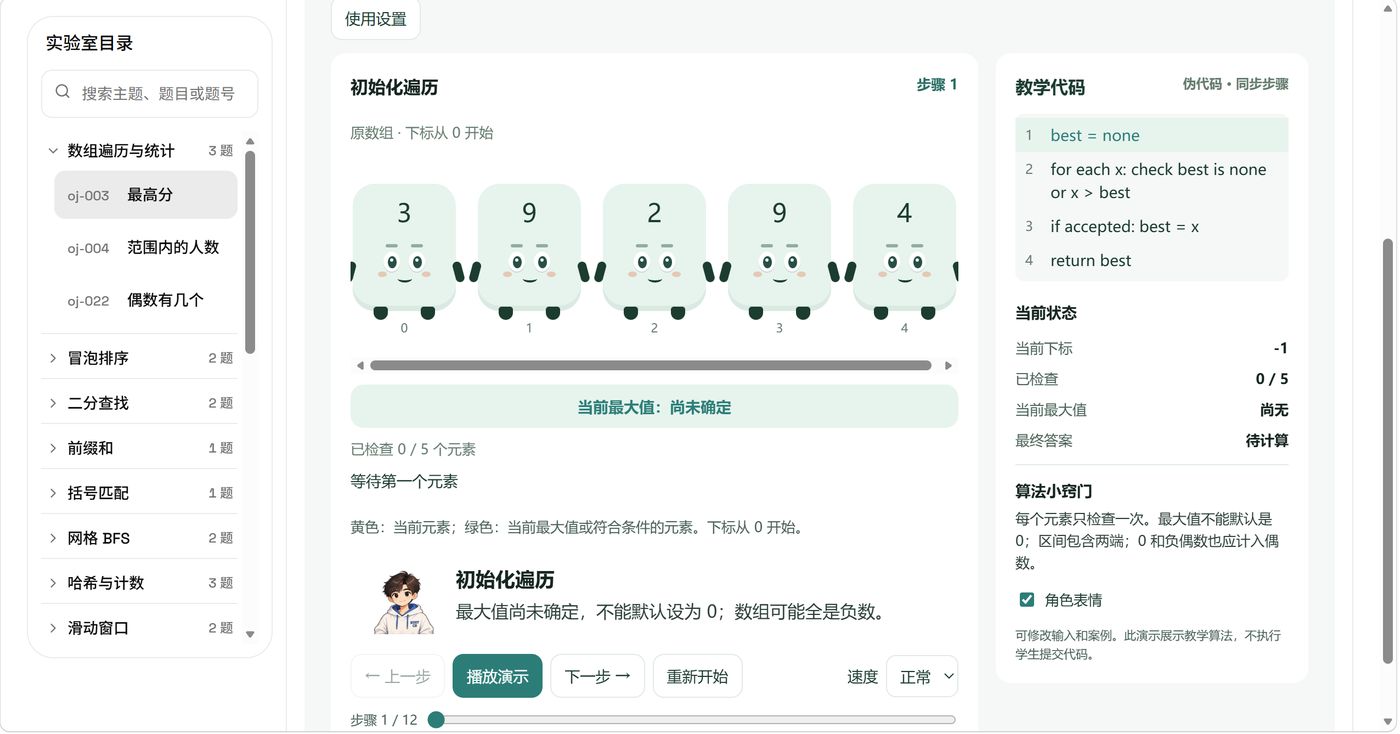 实验室目录
搜索主题、题目或题号
数组遍历与统计 3 题
oj-003 最高分
oj-004 范围内的人数
oj-022 偶数有几个
冒泡排序 2 题
二分查找 2 题
前缀和 1 题
括号匹配 1 题
网格 BFS 2 题
哈希与计数 3 题
滑动窗口 2 题
使用设置
初始化遍历 步骤 1
原数组 · 下标从 0 开始
3 9 2 9 4
0 1 2 3 4
当前最大值：尚未确定
已检查 0 / 5 个元素
等待第一个元素
黄色：当前元素；绿色：当前最大值或符合条件的元素。下标从 0 开始。
初始化遍历
最大值尚未确定，不能默认设为 0；数组可能全是负数。
← 上一步 播放演示 下一步 → 重新开始 速度 正常
步骤 1 / 12
教学代码 伪代码 • 同步步骤
1 best = none
2 for each x: check best is none
or x > best
3 if accepted: best = x
4 return best
当前状态
当前下标 -1
已检查 0 / 5
当前最大值 尚无
最终答案 待计算
算法小窍门
每个元素只检查一次。最大值不能默认是
0；区间包含两端；0 和负偶数也应计入偶
数。
角色表情
可修改输入和案例。此演示展示教学算法，不执行
学生提交代码。